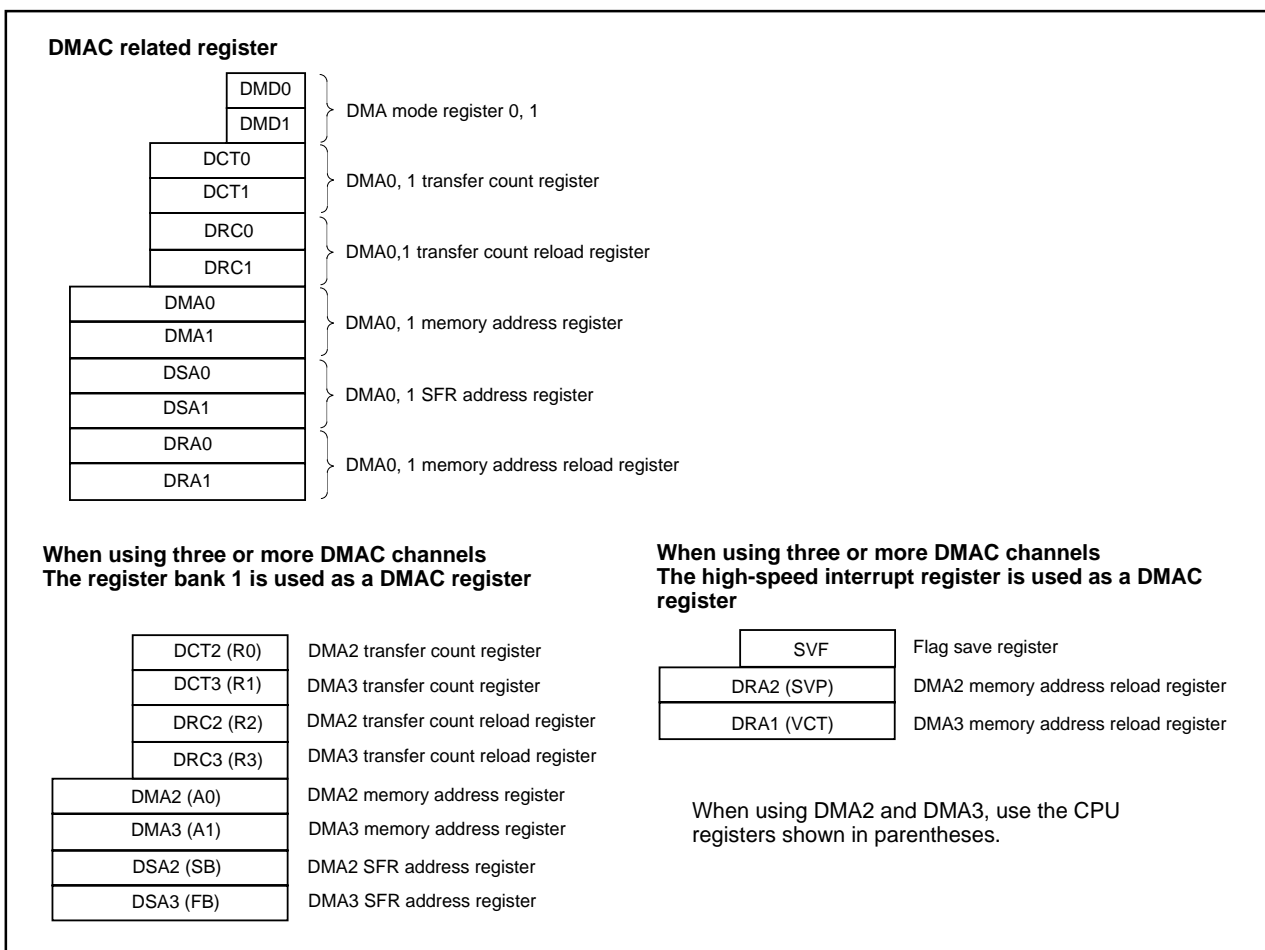 DMAC related register
DMD0
DMD1
DMA mode register 0, 1
DCT0
DCT1
DMA0, 1 transfer count register
DRC0
DRC1
DMA0,1 transfer count reload register
DMA0
DMA1
DMA0, 1 memory address register
DSA0
DSA1
DMA0, 1 SFR address register
DRA0
DRA1
DMA0, 1 memory address reload register
When using three or more DMAC channels
The register bank 1 is used as a DMAC register
DCT2 (R0) DMA2 transfer count register
DCT3 (R1) DMA3 transfer count register
DRC2 (R2) DMA2 transfer count reload register
DRC3 (R3) DMA3 transfer count reload register
DMA2 (A0) DMA2 memory address register
DMA3 (A1) DMA3 memory address register
DSA2 (SB) DMA2 SFR address register
DSA3 (FB) DMA3 SFR address register
When using three or more DMAC channels
The high-speed interrupt register is used as a DMAC
register
SVF Flag save register
DRA2 (SVP) DMA2 memory address reload register
DRA1 (VCT) DMA3 memory address reload register
When using DMA2 and DMA3, use the CPU
registers shown in parentheses.